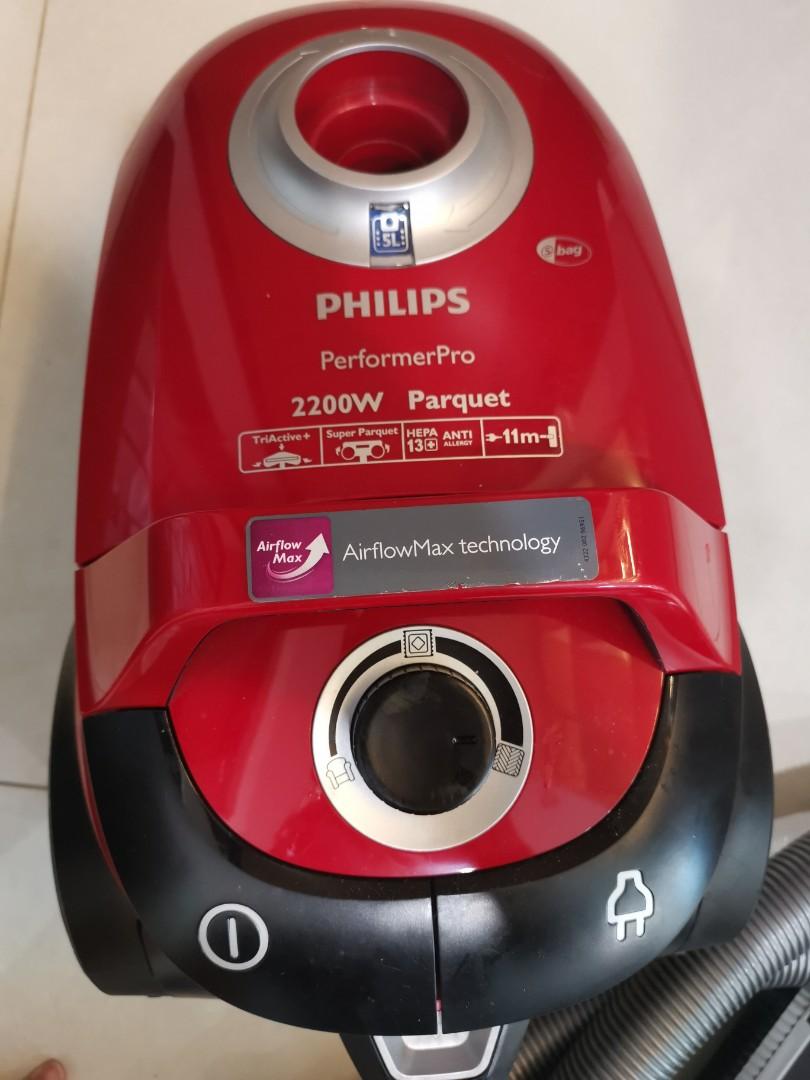 5L
s-bag
PHILIPS
PerformerPro
2200W Parquet
TriActive+
Super Parquet
HEPA 13 ANTI ALLERGY
11m
Airflow Max
AirflowMax technology